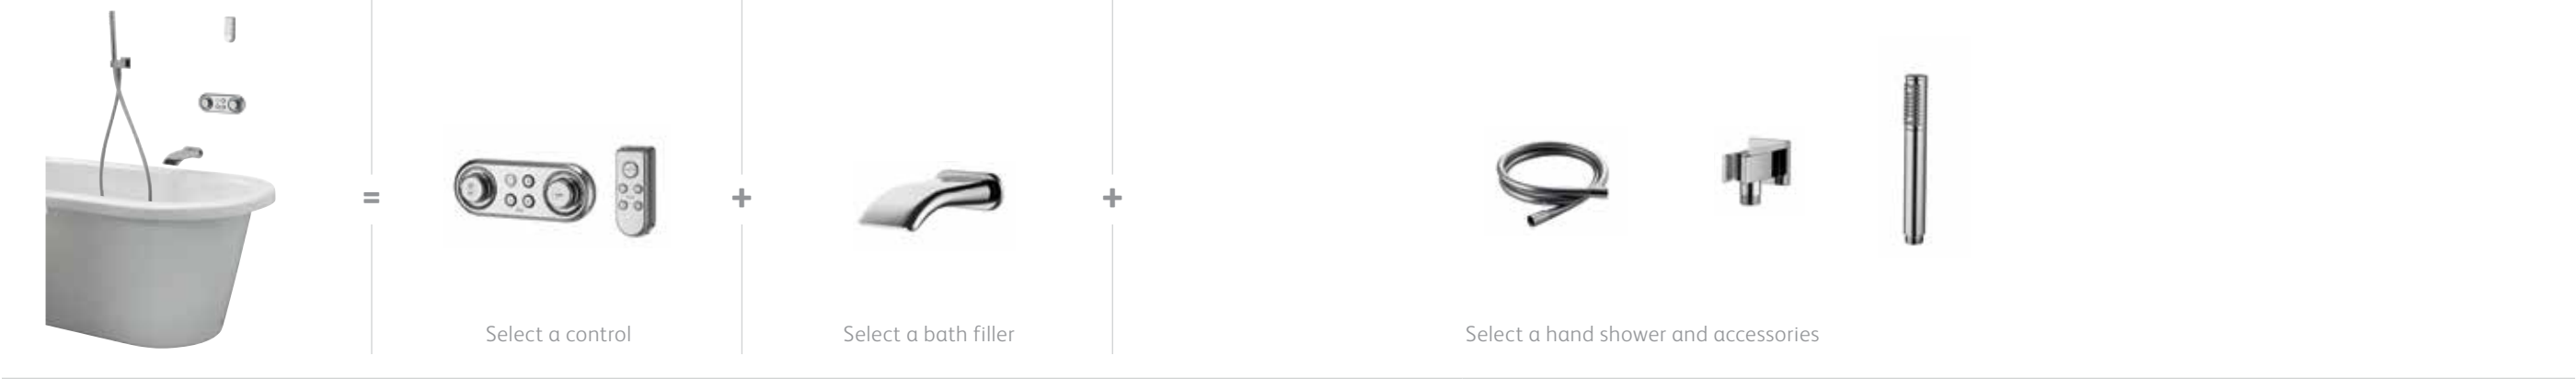 =
+
+
Select a control
Select a bath filler
Select a hand shower and accessories